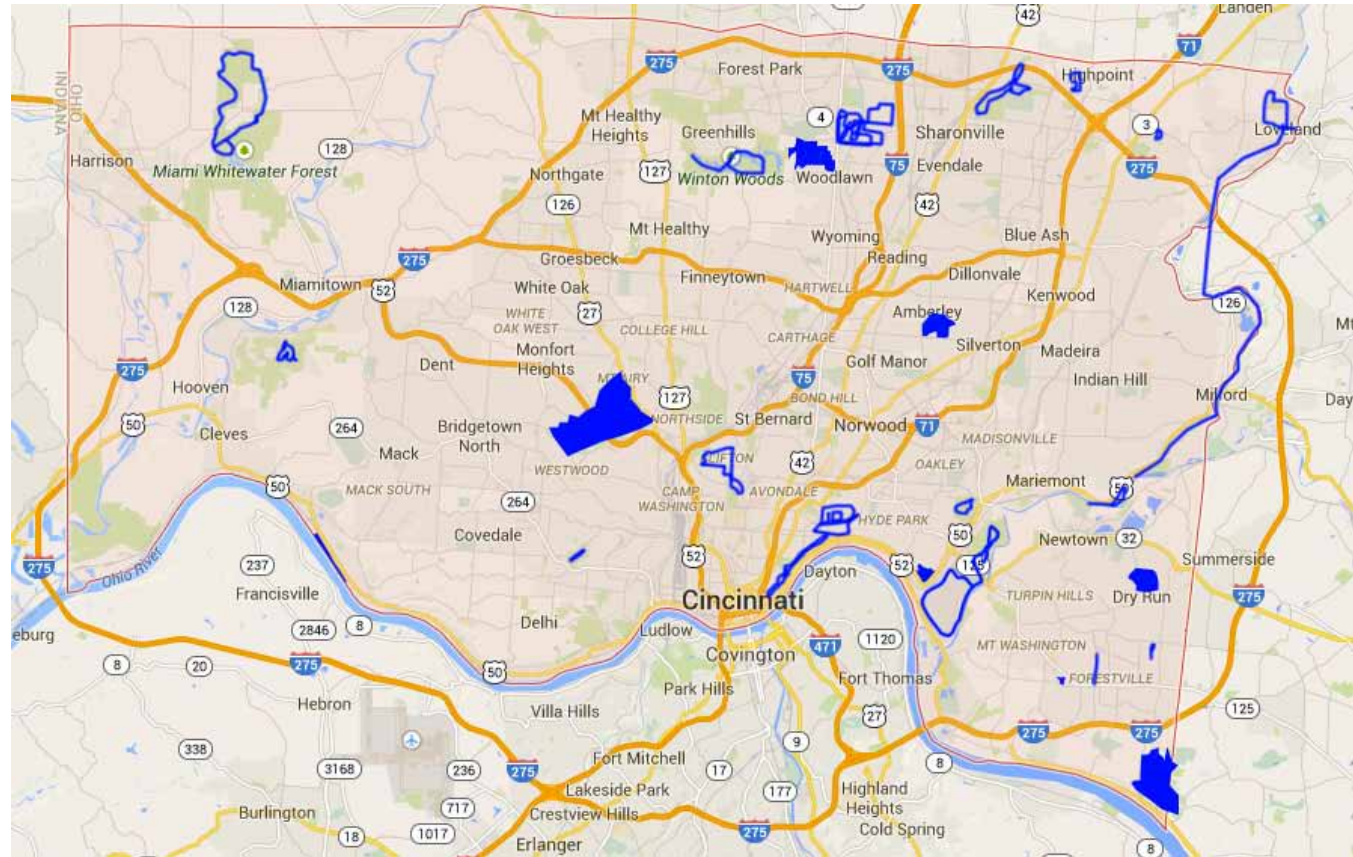 Landen
42
71
275
Forest Park
275
Highpoint
INDIANA
OHIO
Mt Healthy
Heights
Greenhills
4
Sharonville
3
Loveland
128
Harrison
Miami Whitewater Forest
127
Winton Woods
Woodlawn
75
Evendale
275
Northgate
126
42
Mt Healthy
Wyoming
Blue Ash
275
Groesbeck
Reading
Finneytown
Dillonvale
Miamitown
52
White Oak
HARTWELL
Kenwood
126
128
WHITE
OAK WEST
27
COLLEGE HILL
Amberley
CARTHAGE
Silverton
Madeira
Monfort
Heights
Dent
Golf Manor
275
75
Indian Hill
Hooven
127
BOND HILL
Milford
50
NORTHSIDE
St Bernard
Norwood
71
264
Bridgetown
North
Cleves
MADISONVILLE
Mack
42
OAKLEY
WESTWOOD
50
MACK SOUTH
CAMP
WASHINGTON
AVONDALE
Mariemont
264
HYDE PARK
Covedale
50
Newtown
32
Ohio River
52
52
Summerside
275
237
Dayton
Francisville
Cincinnati
TURPIN HILLS
Dry Run
275
eburg
2846
8
Delhi
Ludlow
1120
MT WASHINGTON
8
20
275
50
Covington
471
Fort Thomas
FORESTVILLE
Hebron
Park Hills
Villa Hills
27
125
338
3168
236
275
Fort Mitchell
9
8
275
275
717
Lakeside Park
17
177
Highland
Heights
Burlington
Crestview Hills
18
1017
Erlanger
275
Cold Spring
8